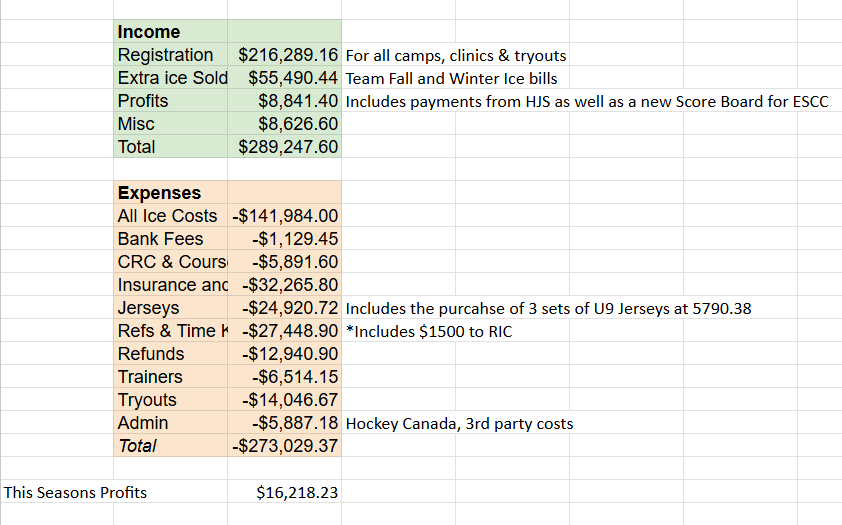 Income
Registration $216,289.16 For all camps, clinics & tryouts
Extra ice Sold $55,490.44 Team Fall and Winter Ice bills
Profits $8,841.40 Includes payments from HJS as well as a new Score Board for ESCC
Misc $8,626.60
Total $289,247.60
Expenses
All Ice Costs -$141,984.00
Bank Fees -$1,129.45
CRC & Cours -$5,891.60
Insurance and -$32,265.80
Jerseys -$24,920.72 Includes the purcahse of 3 sets of U9 Jerseys at 5790.38
Refs & Time -$27,448.90 *Includes $1500 to RIC
Refunds -$12,940.90
Trainers -$6,514.15
Tryouts -$14,046.67
Admin -$5,887.18 Hockey Canada, 3rd party costs
Total -$273,029.37
This Seasons Profits $16,218.23